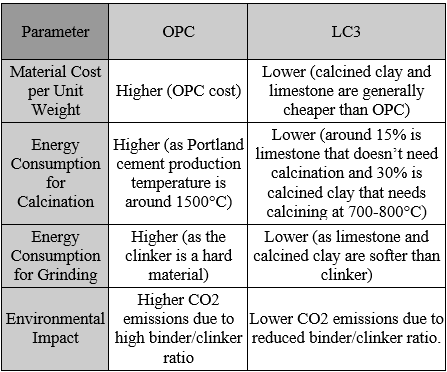 Parameter
OPC
LC3
Material Cost
per Unit
Weight
Higher (OPC cost)
Lower (calcined clay and
limestone are generally
cheaper than OPC)
Energy
Consumption
for
Calcination
Higher (as Portland
cement production
temperature is
around 1500°C)
Lower (around 15% is
limestone that doesn’t need
calcination and 30% is
calcined clay that needs
calcining at 700-800°C)
Energy
Consumption
for Grinding
Higher (as the
clinker is a hard
material)
Lower (as limestone and
calcined clay are softer than
clinker)
Environmental
Impact
Higher CO2
emissions due to
high binder/clinker
ratio
Lower CO2 emissions due to
reduced binder/clinker ratio.